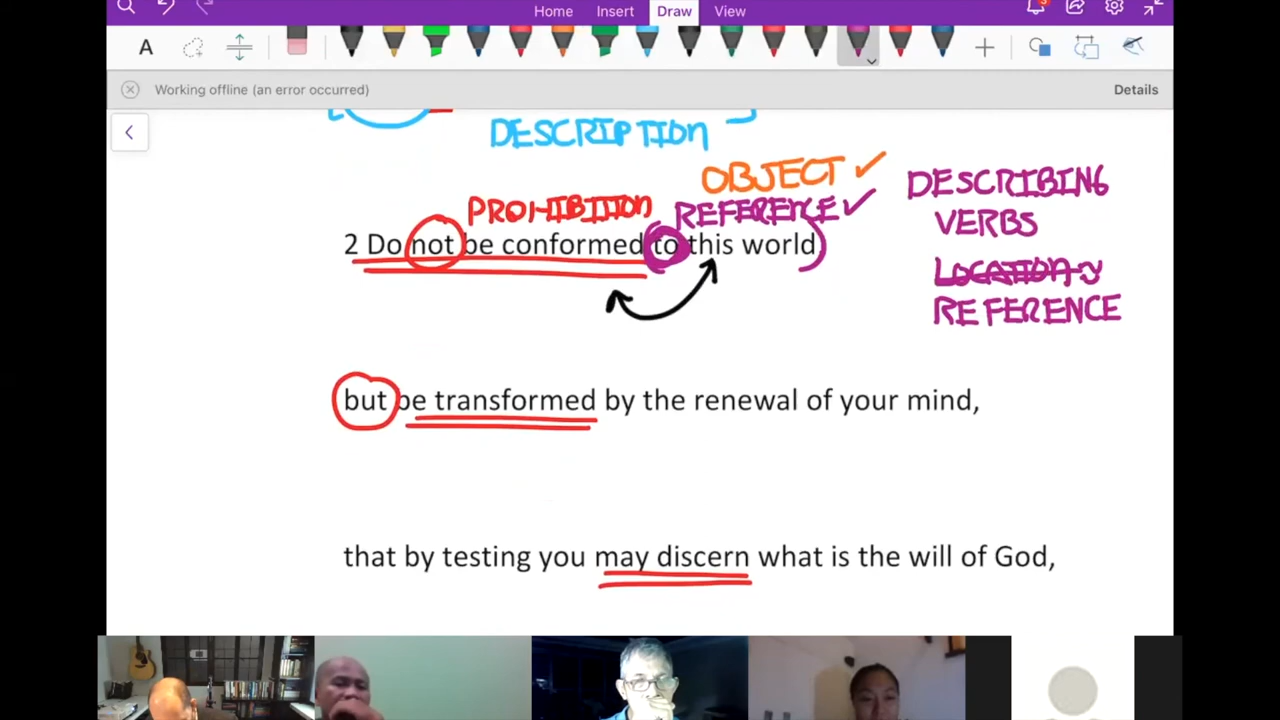 Home Insert Draw View
A
Working offline (an error occurred) Details
DESCRIPTION
OBJECT ✓
DESCRIBING
PROHIBITION REFERENCE ✓
VERBS
2 Do not be conformed to this world,
LOCATION
REFERENCE
but be transformed by the renewal of your mind,
that by testing you may discern what is the will of God,